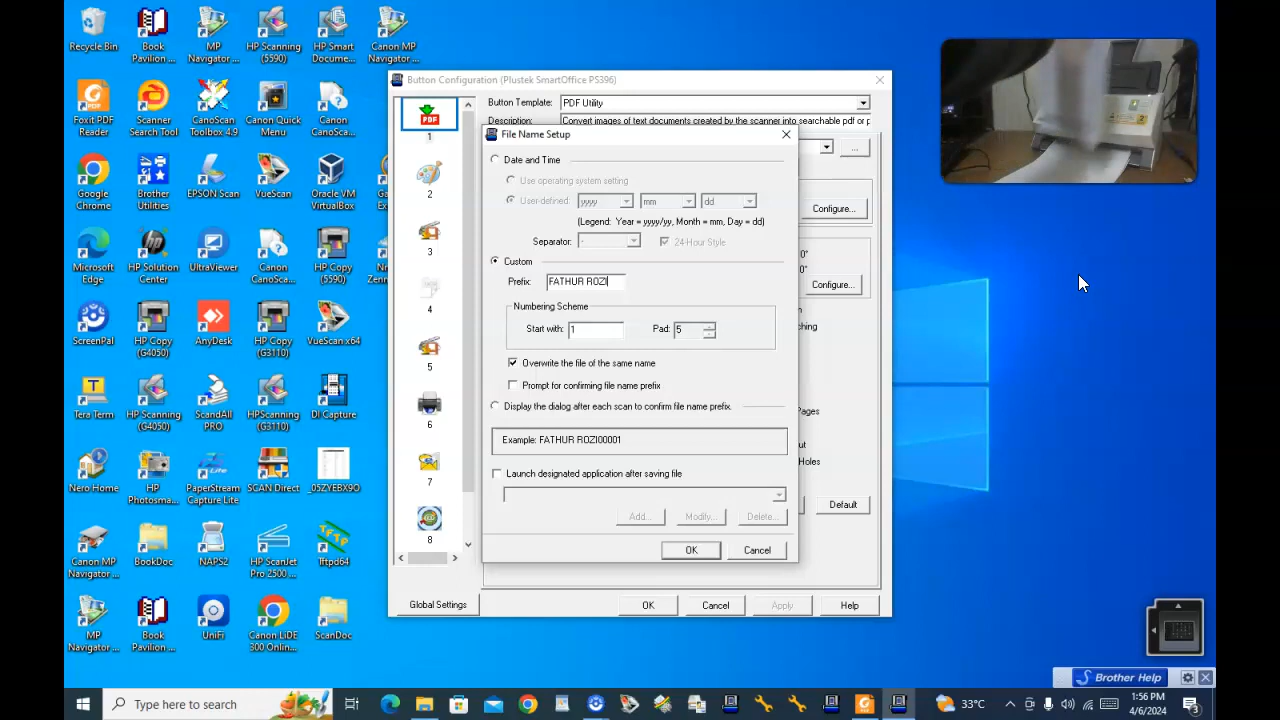 Recycle Bin
Book
Pavilion ...
MP
Navigator ...
HP Scanning
(5590)
HP Smart
Docume...
Canon MP
Navigator ...
Foxit PDF
Reader
Scanner
Search Tool
CanoScan
Toolbox 4.9
Canon Quick
Menu
Canon
CanoSca...
Google
Chrome
Brother
Utilities
EPSON Scan
VueScan
Oracle VM
VirtualBox
Microsoft
Edge
HP Solution
Center
UltraViewer
Canon
CanoSca...
HP Copy
(5590)
ScreenPal
HP Copy
(G4050)
AnyDesk
HP Copy
(G3110)
VueScan x64
Tera Term
HP Scanning
(G4050)
ScandAll
PRO
HPScanning
(G3110)
DI Capture
Nero Home
HP
Photosma...
PaperStream
Capture Lite
SCAN Direct
_05ZYEBX9O
Canon MP
Navigator ...
BookDoc
NAPS2
HP ScanJet
Pro 2500 ...
Tftpd64
MP
Navigator ...
Book
Pavilion ...
UniFi
Canon LiDE
300 Onlin...
ScanDoc
Button Configuration (Plustek SmartOffice PS396)
PDF
1
2
3
4
5
6
7
8
Button Template: PDF Utility
Description: Convert images of text documents created by the scanner into searchable pdf or p
...
Configure...
0°
0°
Configure...
ching
Pages
ut
Holes
Default
Global Settings
OK
Cancel
Apply
Help
File Name Setup
Date and Time
Use operating system setting
User-defined: yyyy mm dd
(Legend: Year = yyyy/yy, Month = mm, Day = dd)
Separator: -
24-Hour Style
Custom
Prefix: FATHUR ROZI
Numbering Scheme
Start with: 1
Pad: 5
Overwrite the file of the same name
Prompt for confirming file name prefix
Display the dialog after each scan to confirm file name prefix.
Example: FATHUR ROZI00001
Launch designated application after saving file
Add...
Modify...
Delete...
OK
Cancel
Brother Help
Type here to search
33°C
1:56 PM
4/6/2024